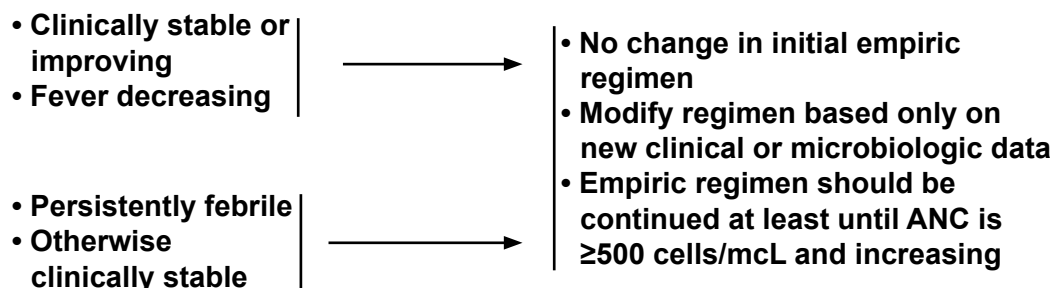 • Clinically stable or
improving
• Fever decreasing
• Persistently febrile
• Otherwise
clinically stable
• No change in initial empiric
regimen
• Modify regimen based only on
new clinical or microbiologic data
• Empiric regimen should be
continued at least until ANC is
≥500 cells/mcL and increasing